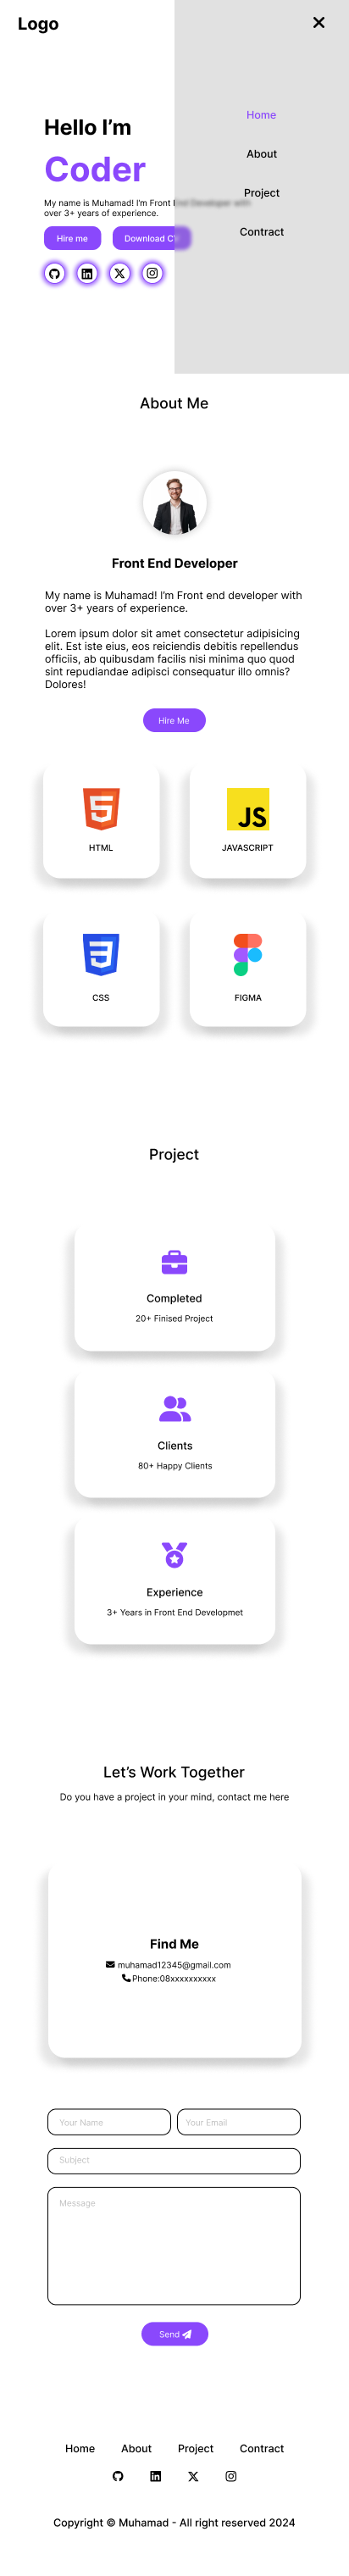 Logo
Home
About
Project
Contract
Hello I’m
Coder
My name is Muhamad! I'm Front End Developer with
over 3+ years of experience.
Hire me
Download CV
About Me
Front End Developer
My name is Muhamad! I’m Front end developer with
over 3+ years of experience.
Lorem ipsum dolor sit amet consectetur adipisicing
elit. Est iste eius, eos reiciendis debitis repellendus
officiis, ab quibusdam facilis nisi minima quo quod
sint repudiandae adipisci consequatur illo omnis?
Dolores!
Hire Me
HTML
JS
JAVASCRIPT
CSS
FIGMA
Project
Completed
20+ Finised Project
Clients
80+ Happy Clients
Experience
3+ Years in Front End Developmet
Let’s Work Together
Do you have a project in your mind, contact me here
Find Me
muhamad12345@gmail.com
Phone:08xxxxxxxxxx
Your Name
Your Email
Subject
Message
Send
Home
About
Project
Contract
Copyright © Muhamad - All right reserved 2024